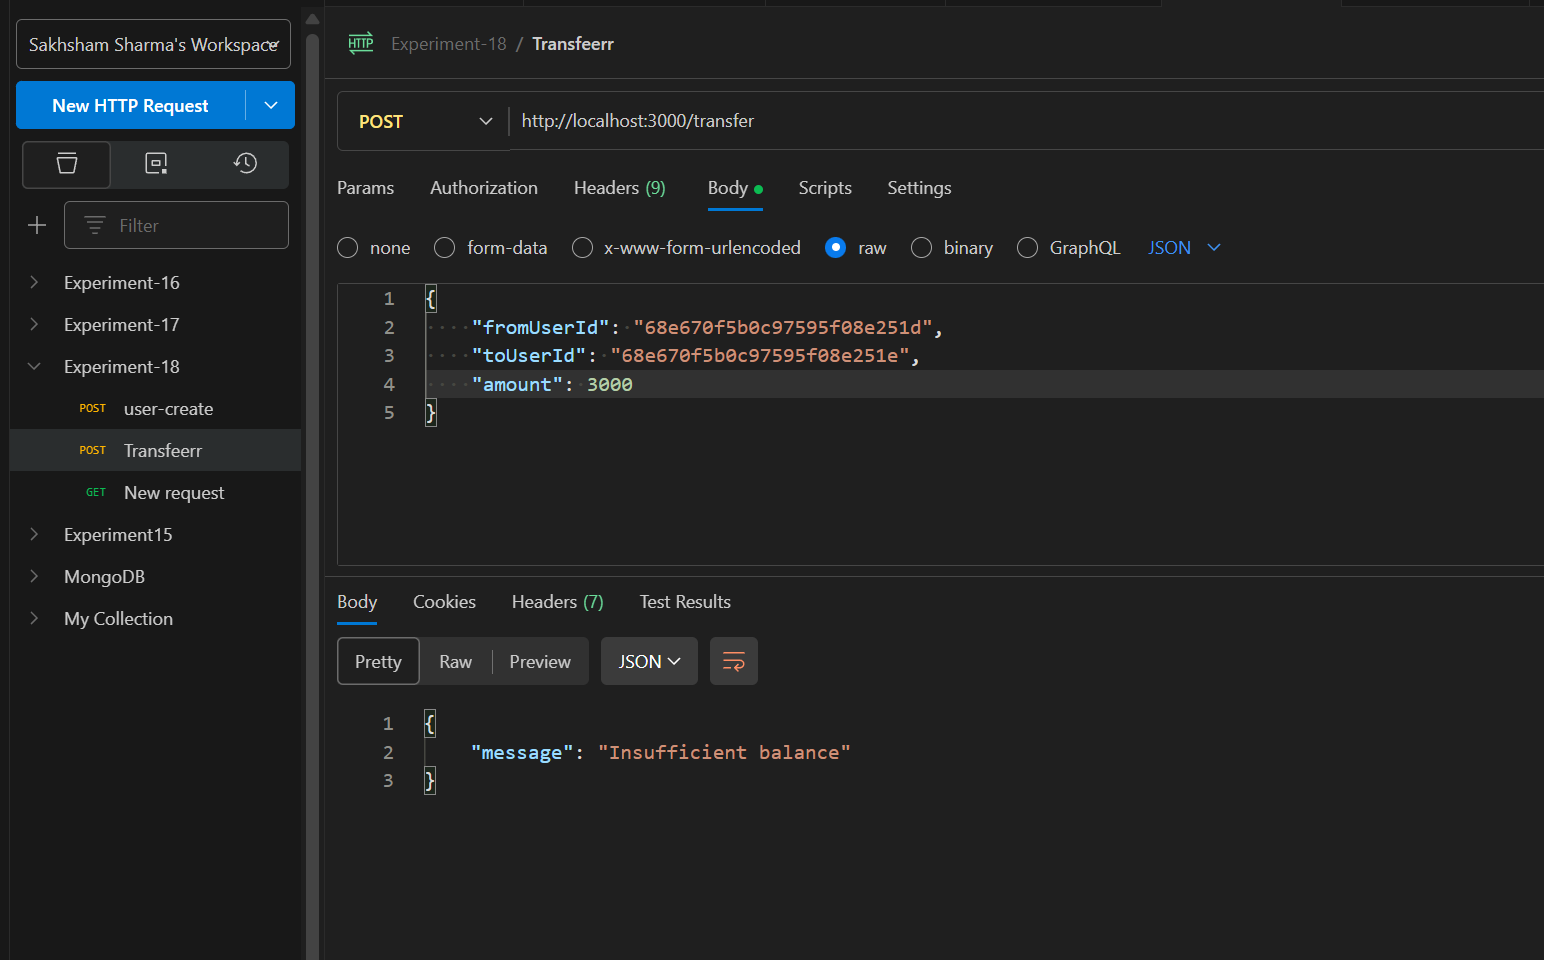 Sakhsham Sharma's Workspace
New HTTP Request
Filter
Experiment-16
Experiment-17
Experiment-18
POST user-create
POST Transfeerr
GET New request
Experiment15
MongoDB
My Collection
HTTP Experiment-18 / Transfeerr
POST http://localhost:3000/transfer
Params Authorization Headers (9) Body Scripts Settings
none form-data x-www-form-urlencoded raw binary GraphQL JSON
1 {
2 "fromUserId": "68e670f5b0c97595f08e251d",
3 "toUserId": "68e670f5b0c97595f08e251e",
4 "amount": 3000
5 }
Body Cookies Headers (7) Test Results
Pretty Raw Preview JSON
1 {
2 "message": "Insufficient balance"
3 }